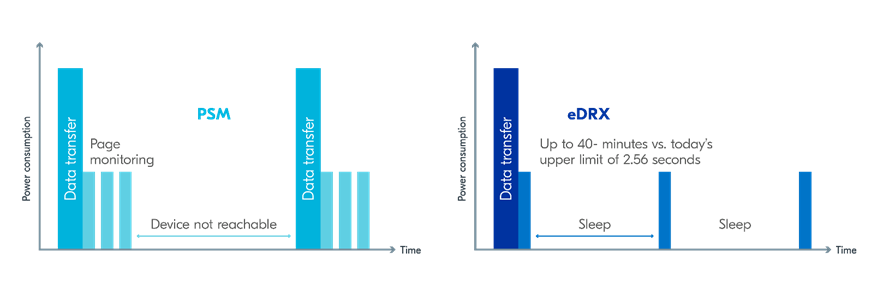 PSM
Power consumption
Data transfer
Page
monitoring
Device not reachable
Data transfer
Time
eDRX
Power consumption
Data transfer
Up to 40- minutes vs. today's
upper limit of 2.56 seconds
Sleep
Sleep
Time